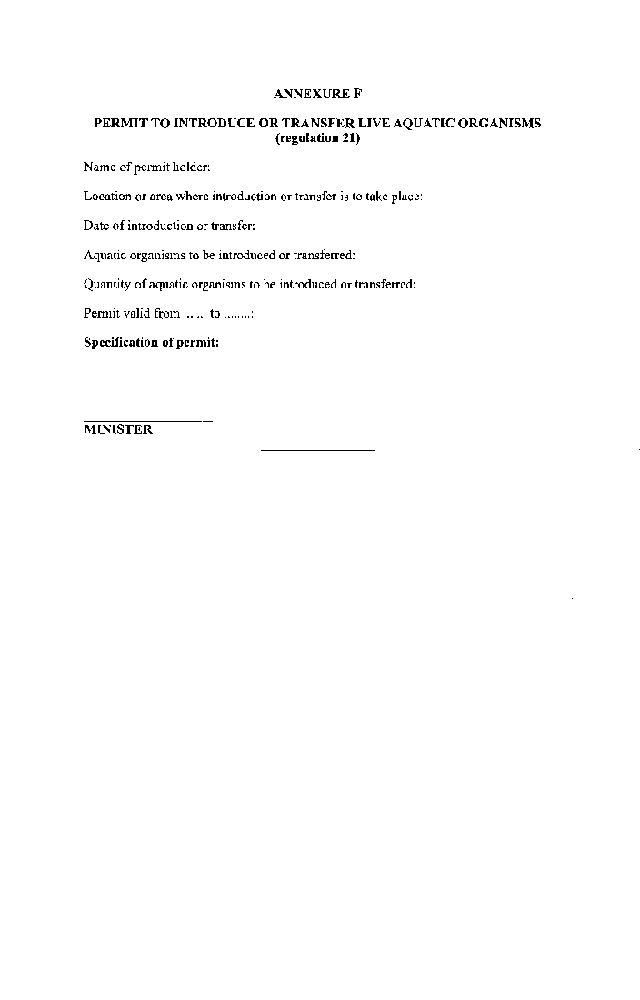 ANNEXURE F
PERMIT TO INTRODUCE OR TRANSFER LIVE AQUATIC ORGANISMS
(regulation 21)
Name of permit holder:
Location or area where introduction or transfer is to take place:
Date of introduction or transfer:
Aquatic organisms to be introduced or transferred:
Quantity of aquatic organisms to be introduced or transferred:
Permit valid from ....... to ........:
Specification of permit:
MINISTER